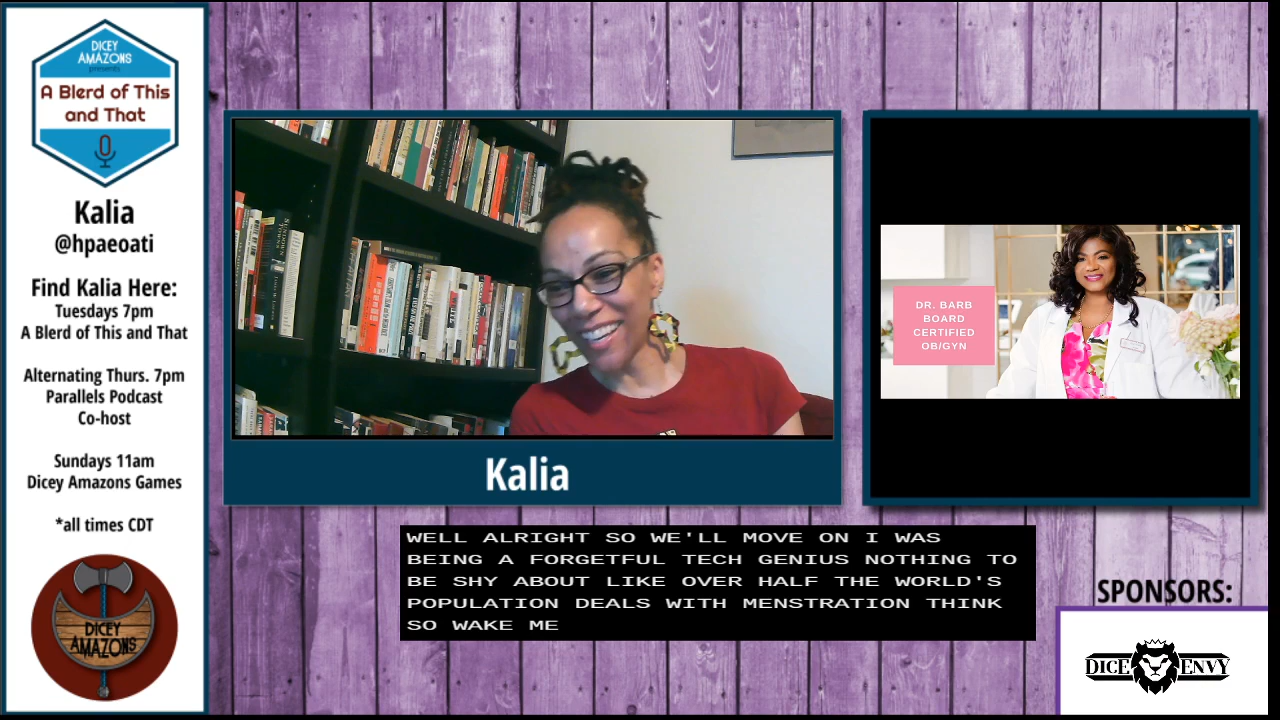 DICEY
AMAZONS
presents
A Blerd of This
and That
Kalia
@hpaeoati
Find Kalia Here:
Tuesdays 7pm
A Blerd of This and That
Alternating Thurs. 7pm
Parallels Podcast
Co-host
Sundays 11am
Dicey Amazons Games
*all times CDT
DICEY
AMAZONS
Kalia
DR. BARB
BOARD
CERTIFIED
OB/GYN
WELL ALRIGHT SO WE'LL MOVE ON I WAS
BEING A FORGETFUL TECH GENIUS NOTHING TO
BE SHY ABOUT LIKE OVER HALF THE WORLD'S
POPULATION DEALS WITH MENSTRATION THINK
SO WAKE ME
SPONSORS:
DICE ENVY